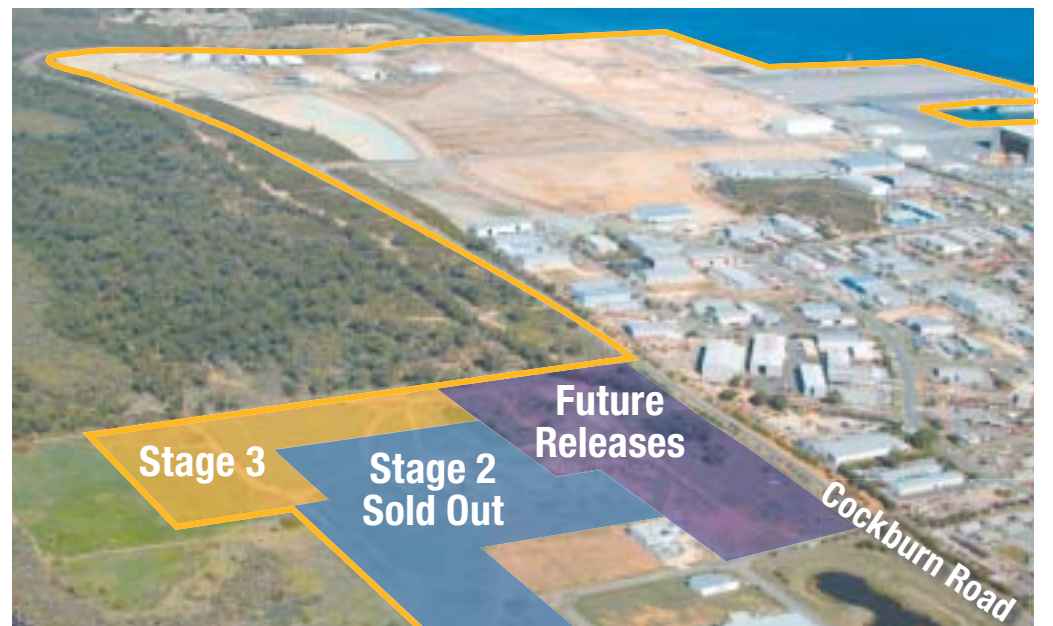 Future
Releases
Stage 3
Stage 2
Sold Out
Cockburn Road